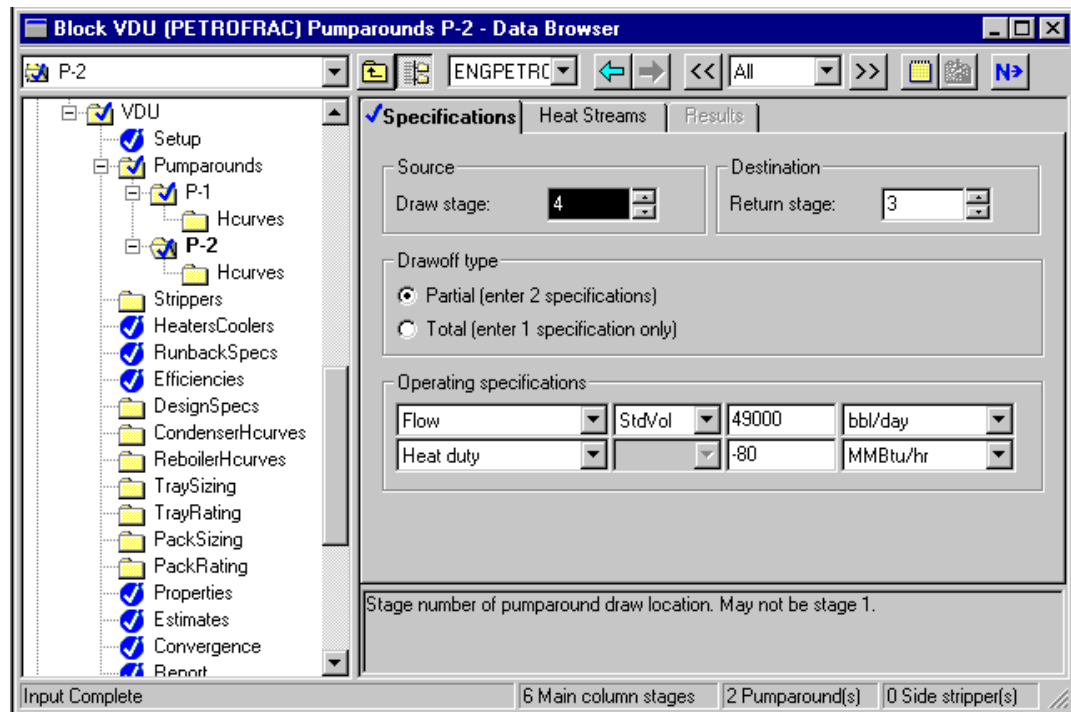 Block VDU (PETROFRAC) Pumparounds P-2 - Data Browser
P-2
ENGPETRC
<<
All
>>
N
VDU
Setup
Pumparounds
P-1
Hcurves
P-2
Hcurves
Strippers
HeatersCoolers
RunbackSpecs
Efficiencies
DesignSpecs
CondenserHcurves
ReboilerHcurves
TraySizing
TrayRating
PackSizing
PackRating
Properties
Estimates
Convergence
Report
Specifications Heat Streams Results
Source
Draw stage: 4
Destination
Return stage: 3
Drawoff type
Partial (enter 2 specifications)
Total (enter 1 specification only)
Operating specifications
Flow StdVol 49000 bbl/day
Heat duty -80 MMBtu/hr
Stage number of pumparound draw location. May not be stage 1.
Input Complete 6 Main column stages 2 Pumparound(s) 0 Side stripper(s)